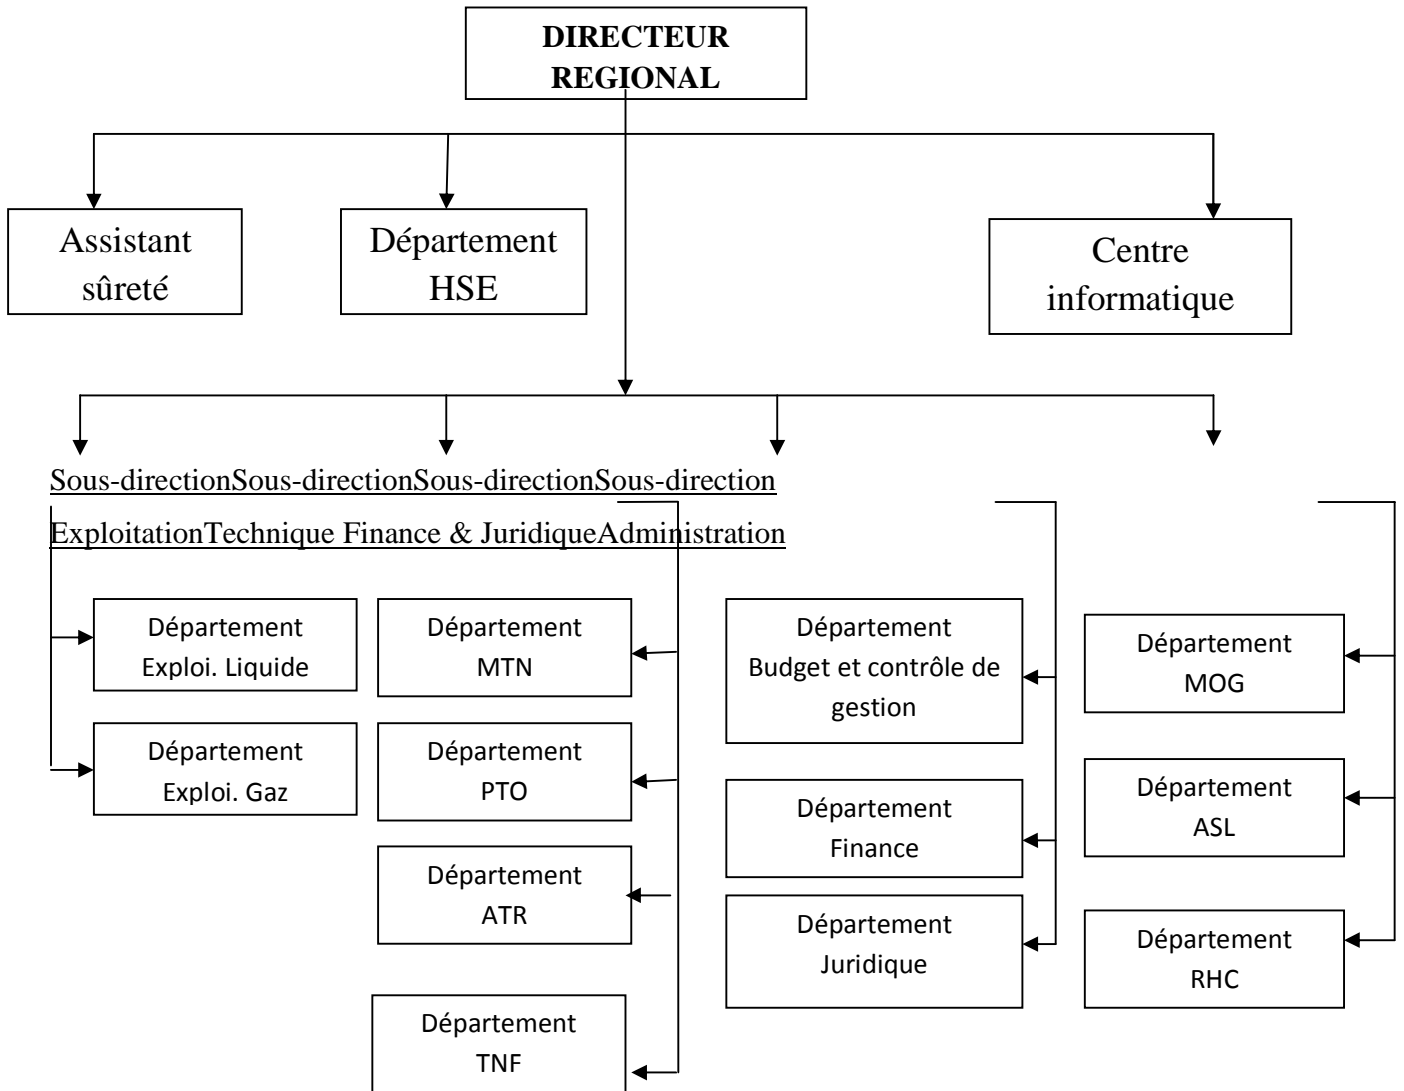 DIRECTEUR
REGIONAL
Assistant
sûreté
Département
HSE
Centre
informatique
Sous-directionSous-directionSous-directionSous-direction
ExploitationTechnique Finance & JuridiqueAdministration
Département
Exploi. Liquide
Département
MTN
Département
Budget et contrôle de
gestion
Département
MOG
Département
Exploi. Gaz
Département
PTO
Département
Finance
Département
ASL
Département
ATR
Département
Juridique
Département
RHC
Département
TNF